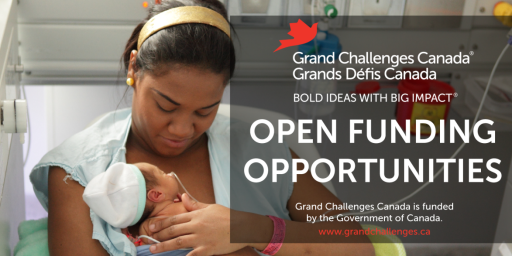 Grand Challenges Canada®
Grands Défis Canada
BOLD IDEAS WITH BIG IMPACT®
OPEN FUNDING
OPPORTUNITIES
Grand Challenges Canada is funded
by the Government of Canada.
www.grandchallenges.ca